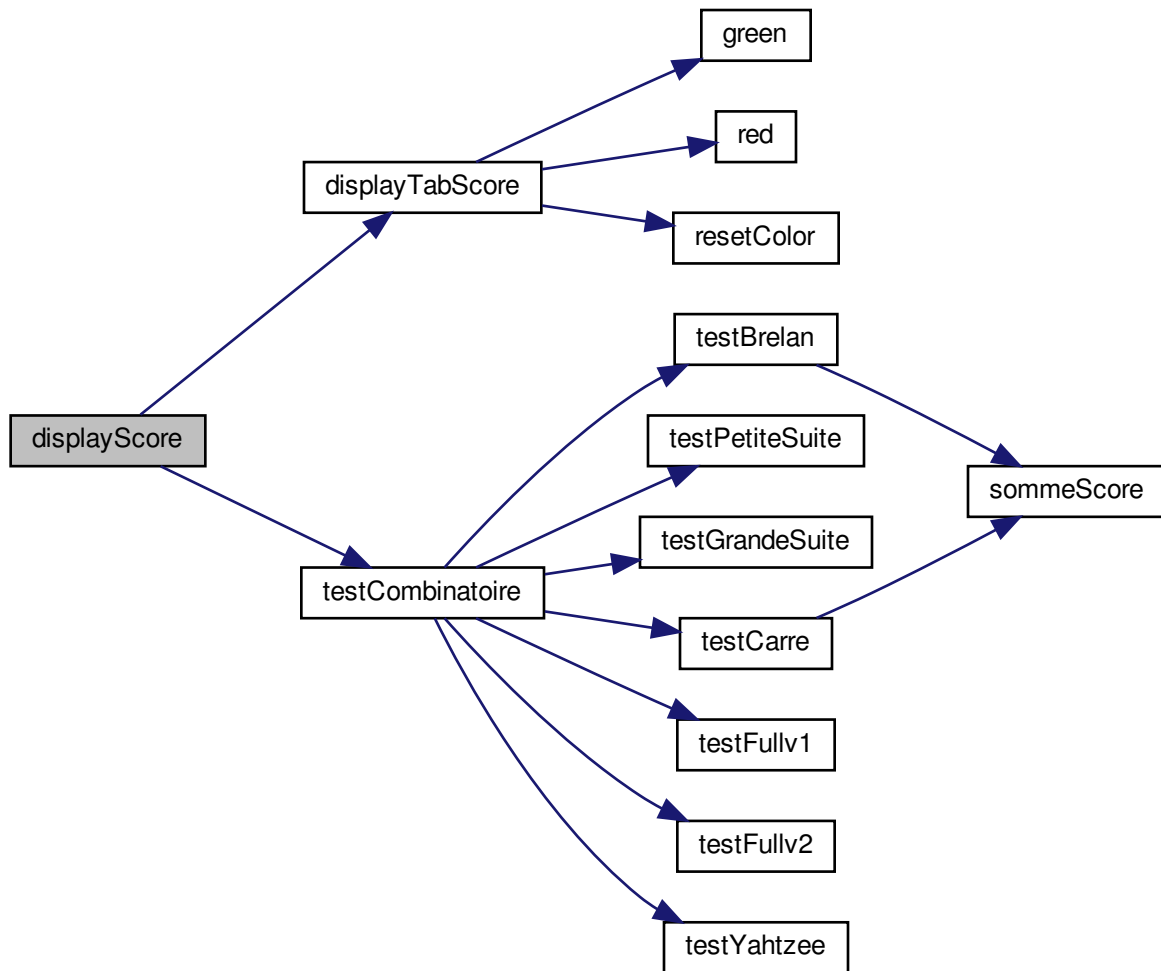 green
red
displayTabScore
resetColor
testBrelan
displayScore
testPetiteSuite
sommeScore
testGrandeSuite
testCombinatoire
testCarre
testFullv1
testFullv2
testYahtzee